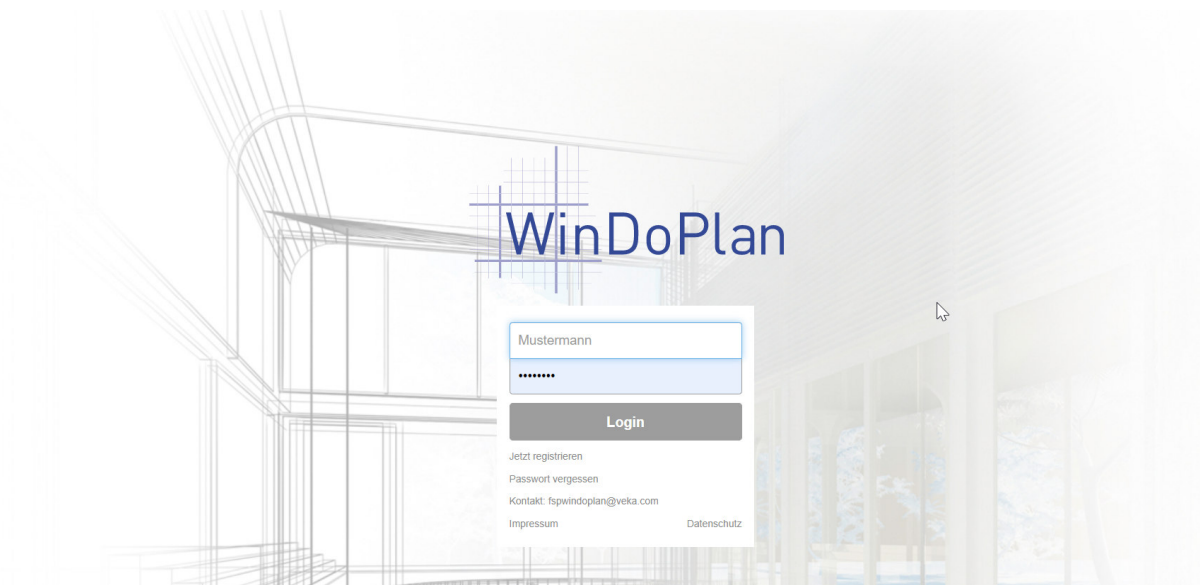 WinDoPlan
Mustermann
••••••••
Login
Jetzt registrieren
Passwort vergessen
Kontakt: fspwindoplan@veka.com
Impressum Datenschutz